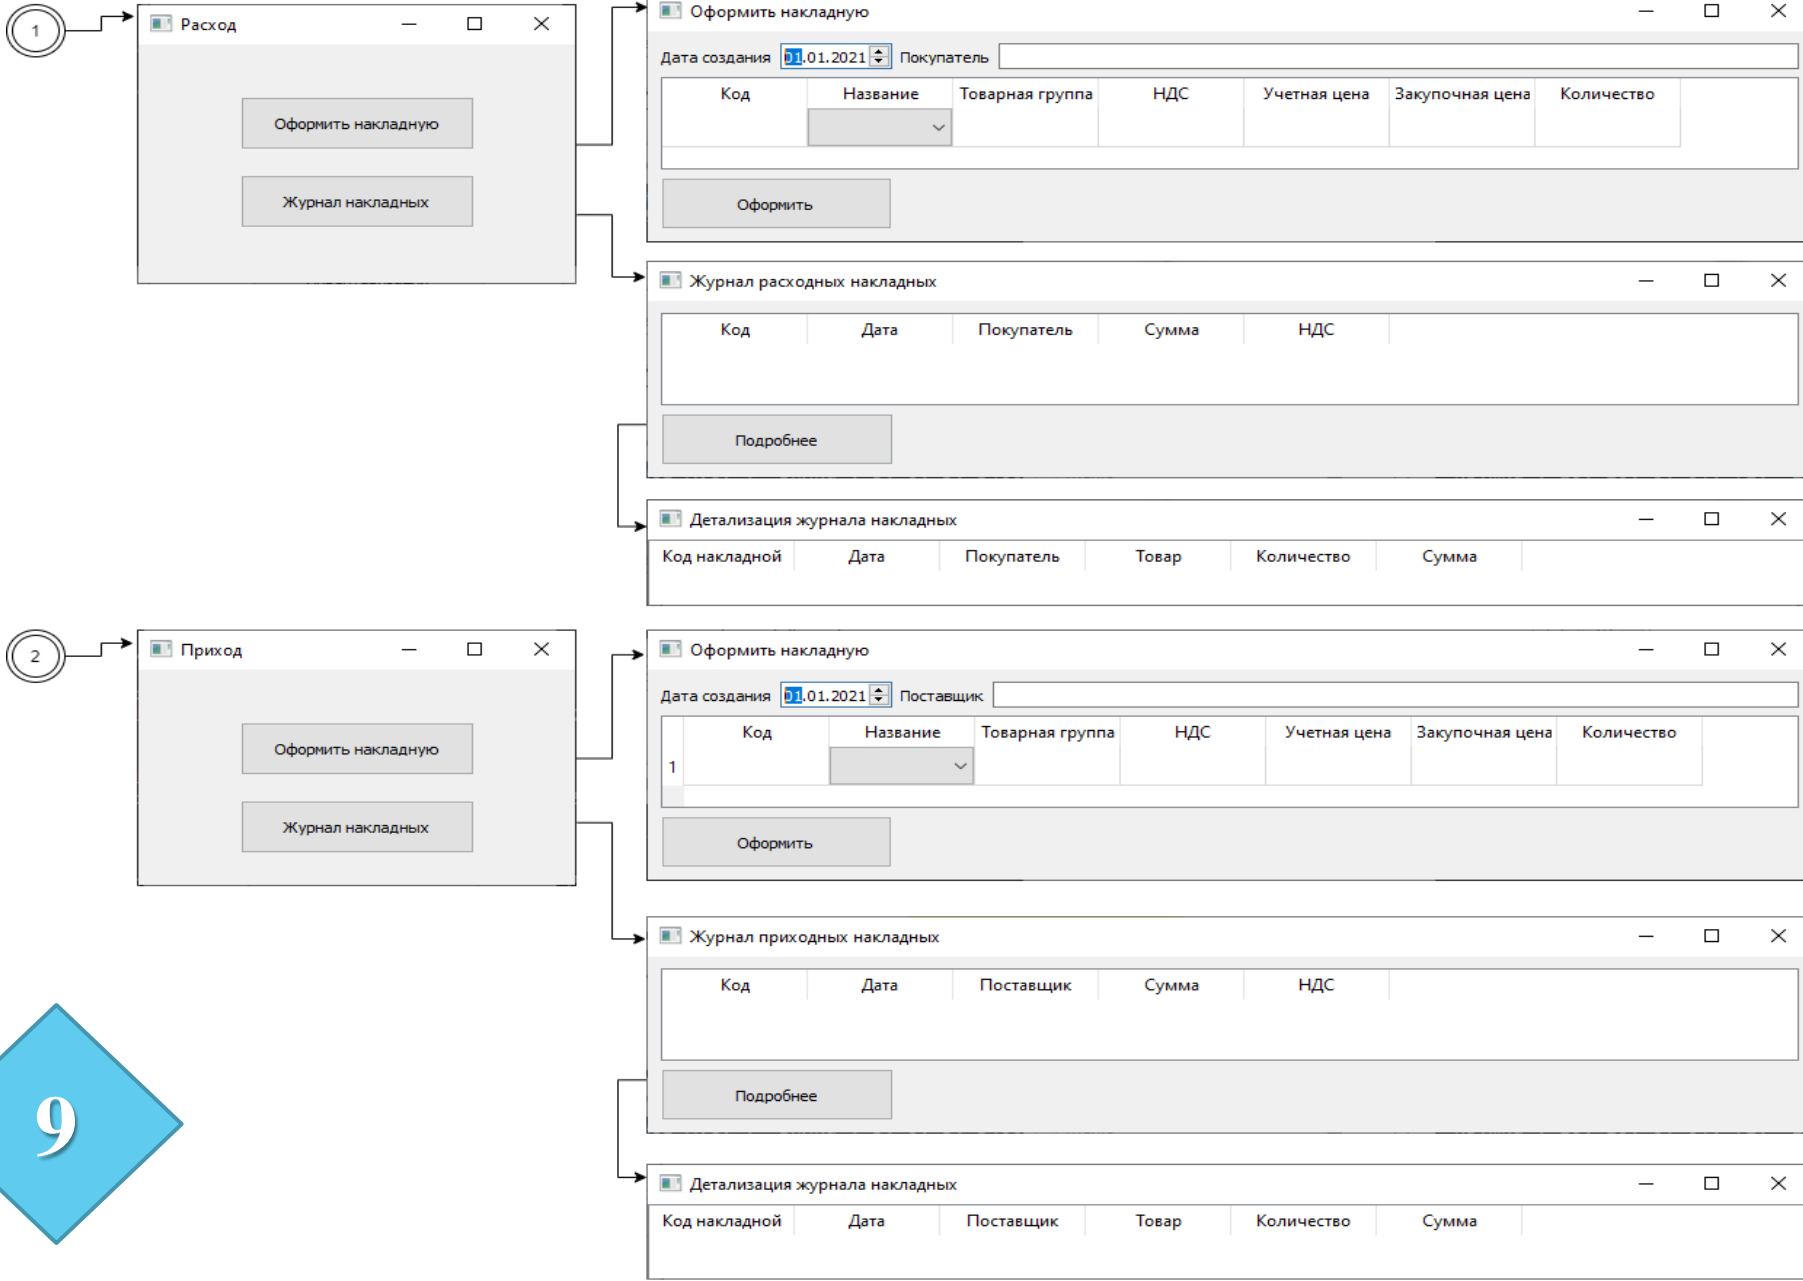 1
Расход
Оформить накладную
Журнал накладных
Оформить накладную
Дата создания 01.01.2021 Покупатель
Код Название Товарная группа НДС Учетная цена Закупочная цена Количество
Оформить
Журнал расходных накладных
Код Дата Покупатель Сумма НДС
Подробнее
Детализация журнала накладных
Код накладной Дата Покупатель Товар Количество Сумма
2
Приход
Оформить накладную
Журнал накладных
Оформить накладную
Дата создания 01.01.2021 Поставщик
Код Название Товарная группа НДС Учетная цена Закупочная цена Количество
1
Оформить
Журнал приходных накладных
Код Дата Поставщик Сумма НДС
Подробнее
Детализация журнала накладных
Код накладной Дата Поставщик Товар Количество Сумма
9